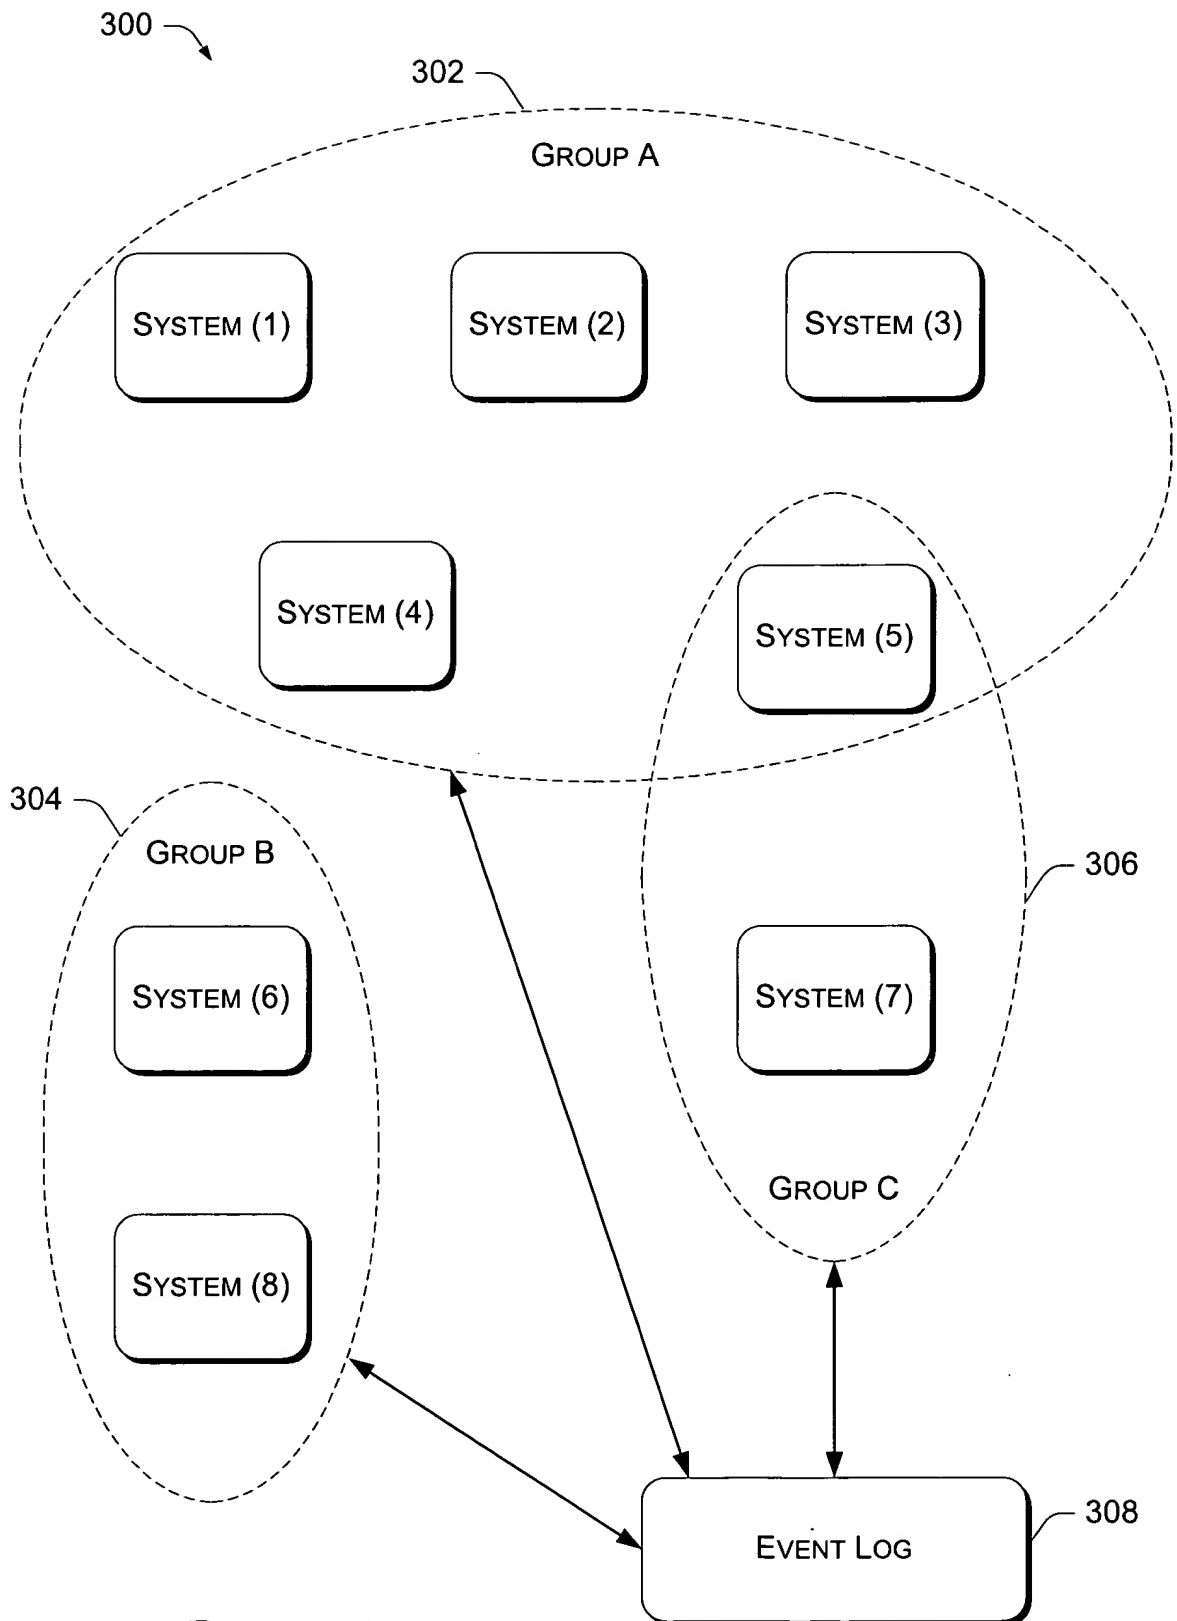 300
302
GROUP A
SYSTEM (1)
SYSTEM (2)
SYSTEM (3)
SYSTEM (4)
SYSTEM (5)
304
GROUP B
306
SYSTEM (6)
SYSTEM (7)
GROUP C
SYSTEM (8)
308
EVENT LOG